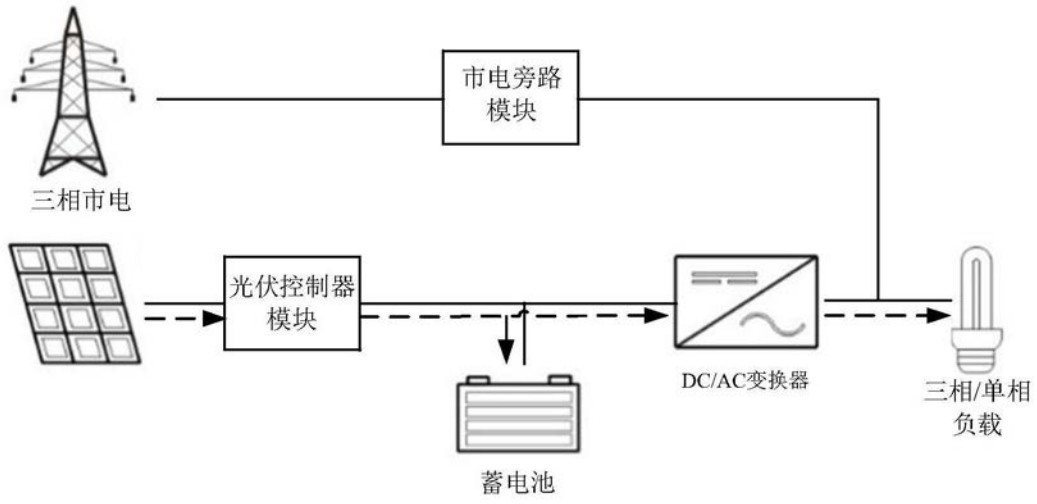 市电旁路
模块
三相市电
光伏控制器
模块
DC/AC变换器
三相/单相
负载
蓄电池